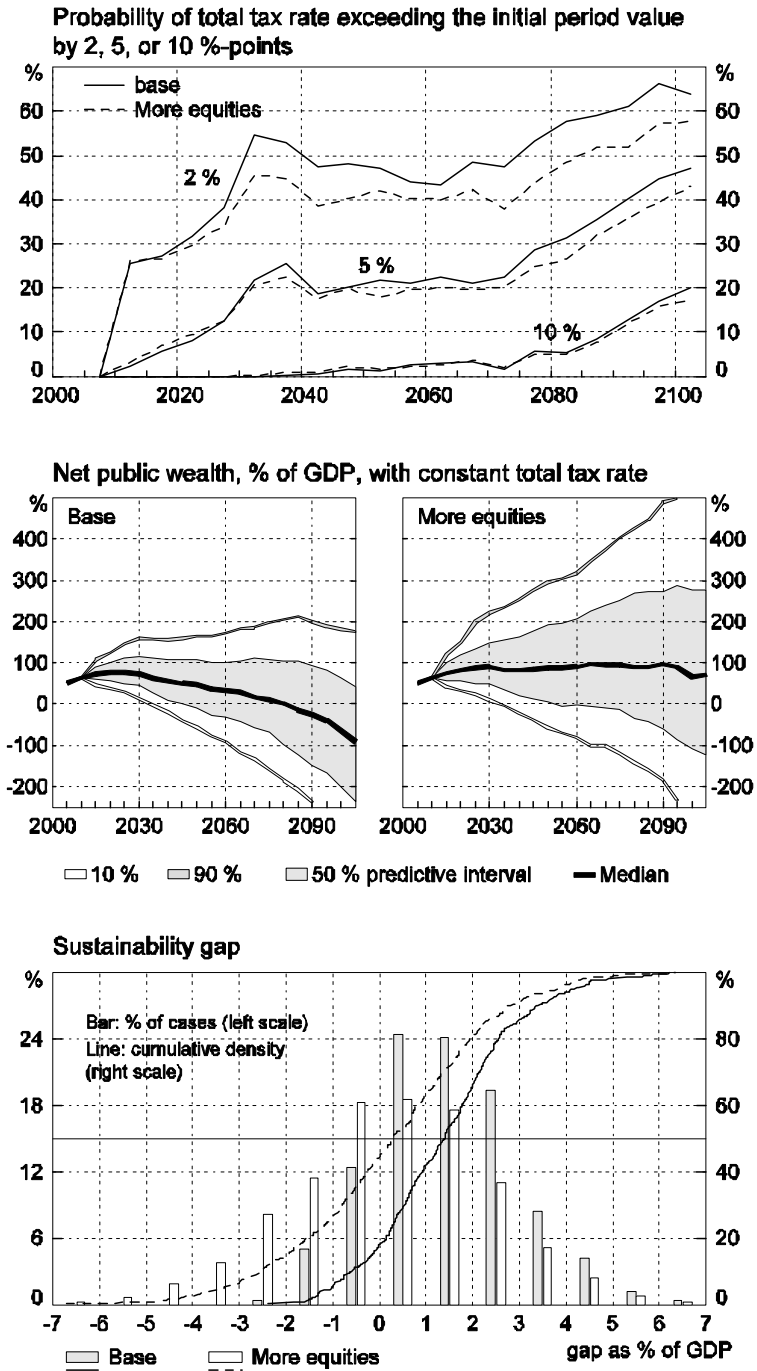 Probability of total tax rate exceeding the initial period value
by 2, 5, or 10 %-points
% %
base
More equities
60 60
50 50
2 %
40 40
30 30
5 %
20 20
10 10 % 10
0 0
2000 2020 2040 2060 2080 2100
Net public wealth, % of GDP, with constant total tax rate
% %
Base More equities
400 400
300 300
200 200
100 100
0 0
-100 -100
-200 -200
2000 2030 2060 2090 2000 2030 2060 2090
10 % 90 % 50 % predictive interval Median
Sustainability gap
% %
Bar: % of cases (left scale)
24 Line: cumulative density 80
(right scale)
18 60
12 40
6 20
0 0
-7 -6 -5 -4 -3 -2 -1 0 1 2 3 4 5 6 7
gap as % of GDP
Base More equities